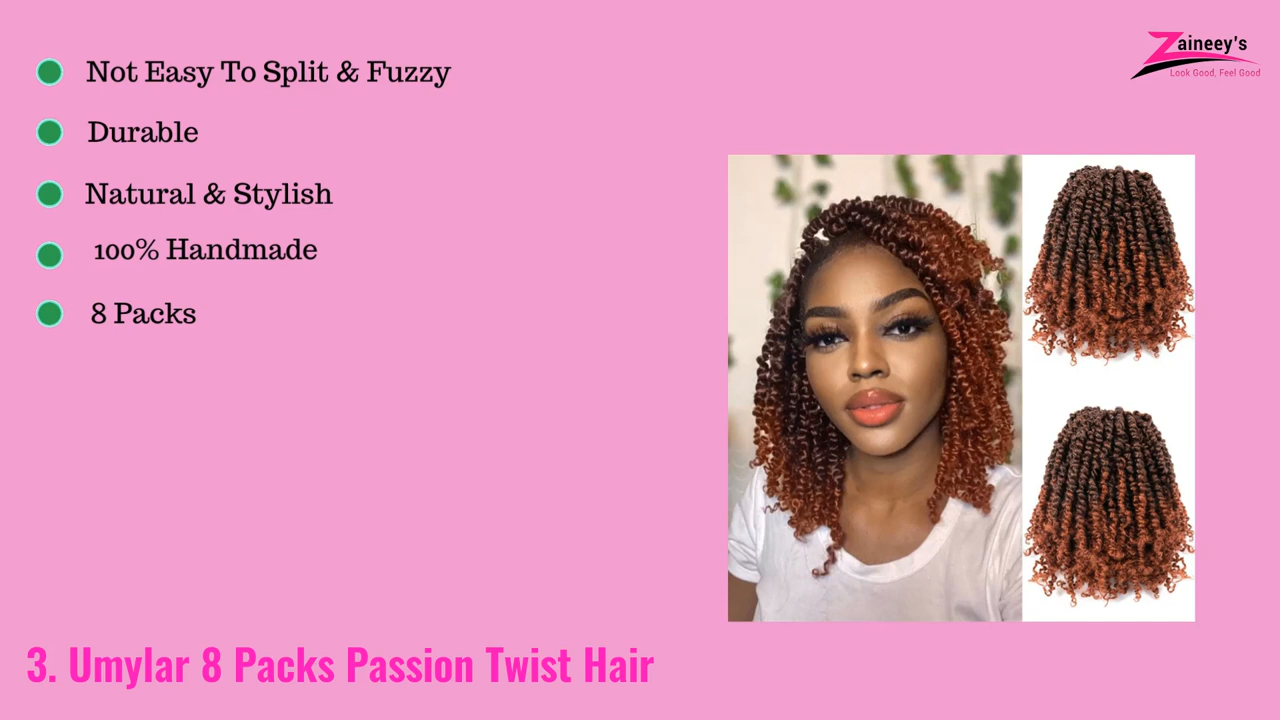 Zaineey's
Look Good, Feel Good
Not Easy To Split & Fuzzy
Durable
Natural & Stylish
100% Handmade
8 Packs
3. Umylar 8 Packs Passion Twist Hair